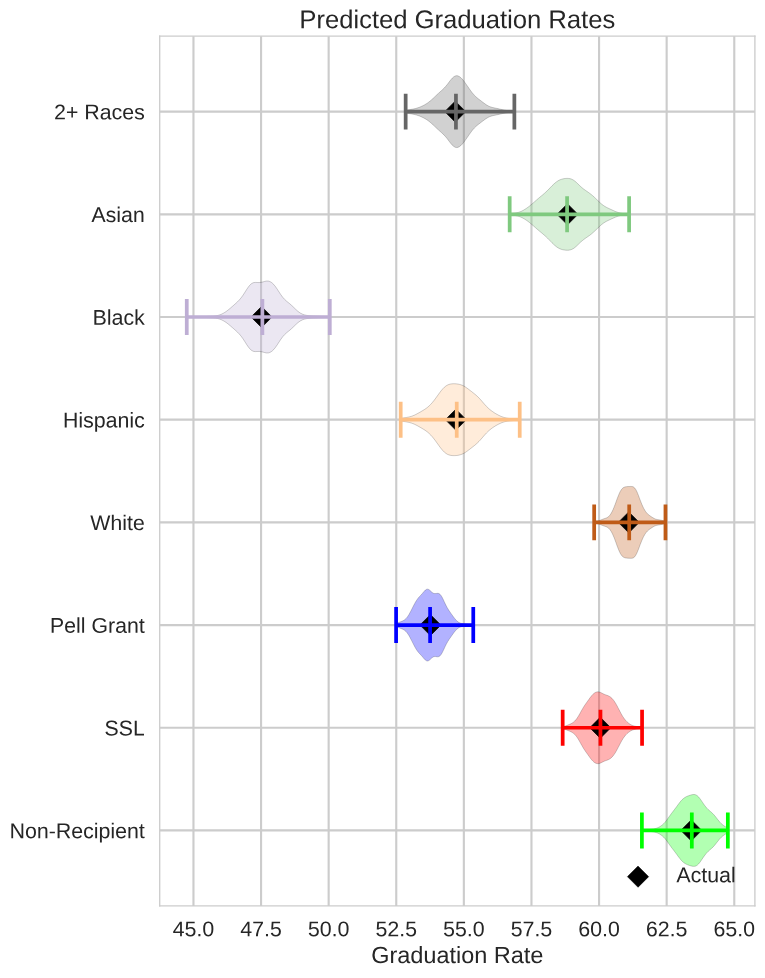 Predicted Graduation Rates
2+ Races
Asian
Black
Hispanic
White
Pell Grant
SSL
Non-Recipient
Actual
45.0 47.5 50.0 52.5 55.0 57.5 60.0 62.5 65.0
Graduation Rate